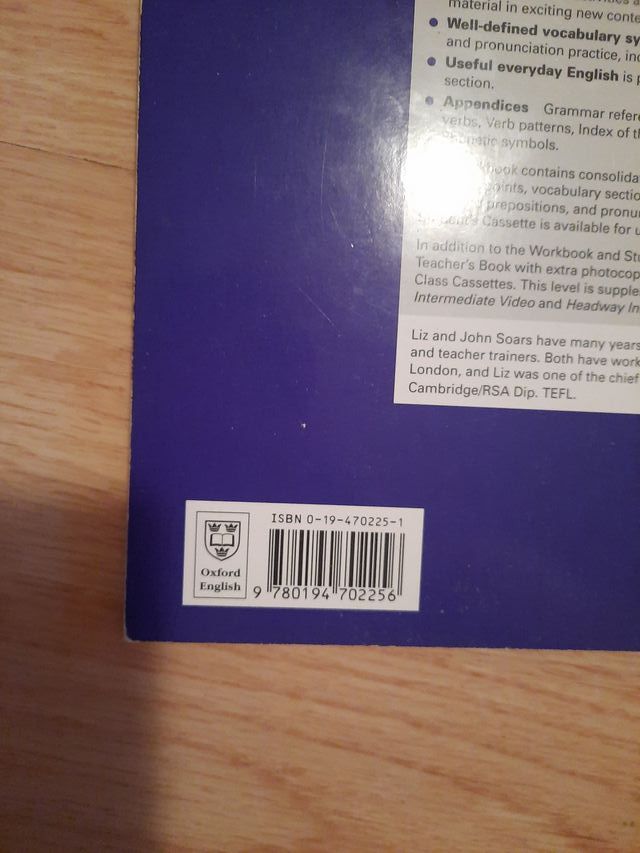 material in exciting new conte
● Well-defined vocabulary sy
and pronunciation practice, inc
● Useful everyday English is p
section.
● Appendices Grammar refere
verbs, Verb patterns, Index of th
symbols.
book contains consolida
points, vocabulary sectio
prepositions, and pronun
Cassette is available for u
In addition to the Workbook and Stu
Teacher's Book with extra photocop
Class Cassettes. This level is supple
Intermediate Video and Headway In
Liz and John Soars have many years
and teacher trainers. Both have work
London, and Liz was one of the chief
Cambridge/RSA Dip. TEFL.
ISBN 0-19-470225-1
Oxford
English
9 780194 702256